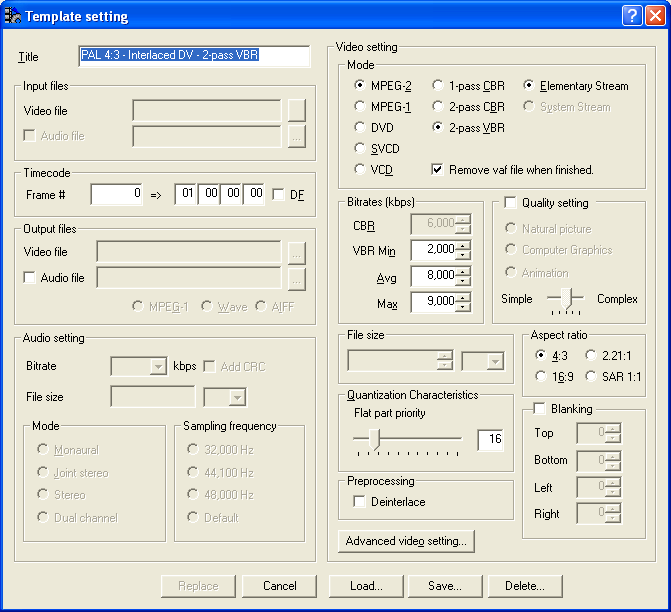 Template setting
Title
PAL 4:3 - Interlaced DV - 2-pass VBR
Input files
Video file
Audio file
...
Timecode
Frame #
0
=>
01 00 00 00
DF
Output files
Video file
...
Audio file
...
MPEG-1 Wave AIFF
Audio setting
Bitrate
kbps
Add CRC
File size
Mode
Monaural
Joint stereo
Stereo
Dual channel
Sampling frequency
32,000 Hz
44,100 Hz
48,000 Hz
Default
Video setting
Mode
MPEG-2
MPEG-1
DVD
SVCD
VCD
1-pass CBR
2-pass CBR
2-pass VBR
Elementary Stream
System Stream
Remove vaf file when finished.
Bitrates (kbps)
CBR 6,000
VBR Min 2,000
Avg 8,000
Max 9,000
Quality setting
Natural picture
Computer Graphics
Animation
Simple Complex
File size
Aspect ratio
4:3 2.21:1
16:9 SAR 1:1
Quantization Characteristics
Flat part priority
16
Blanking
Top 0
Bottom 0
Left 0
Right 0
Preprocessing
Deinterlace
Advanced video setting...
Replace Cancel Load... Save... Delete...